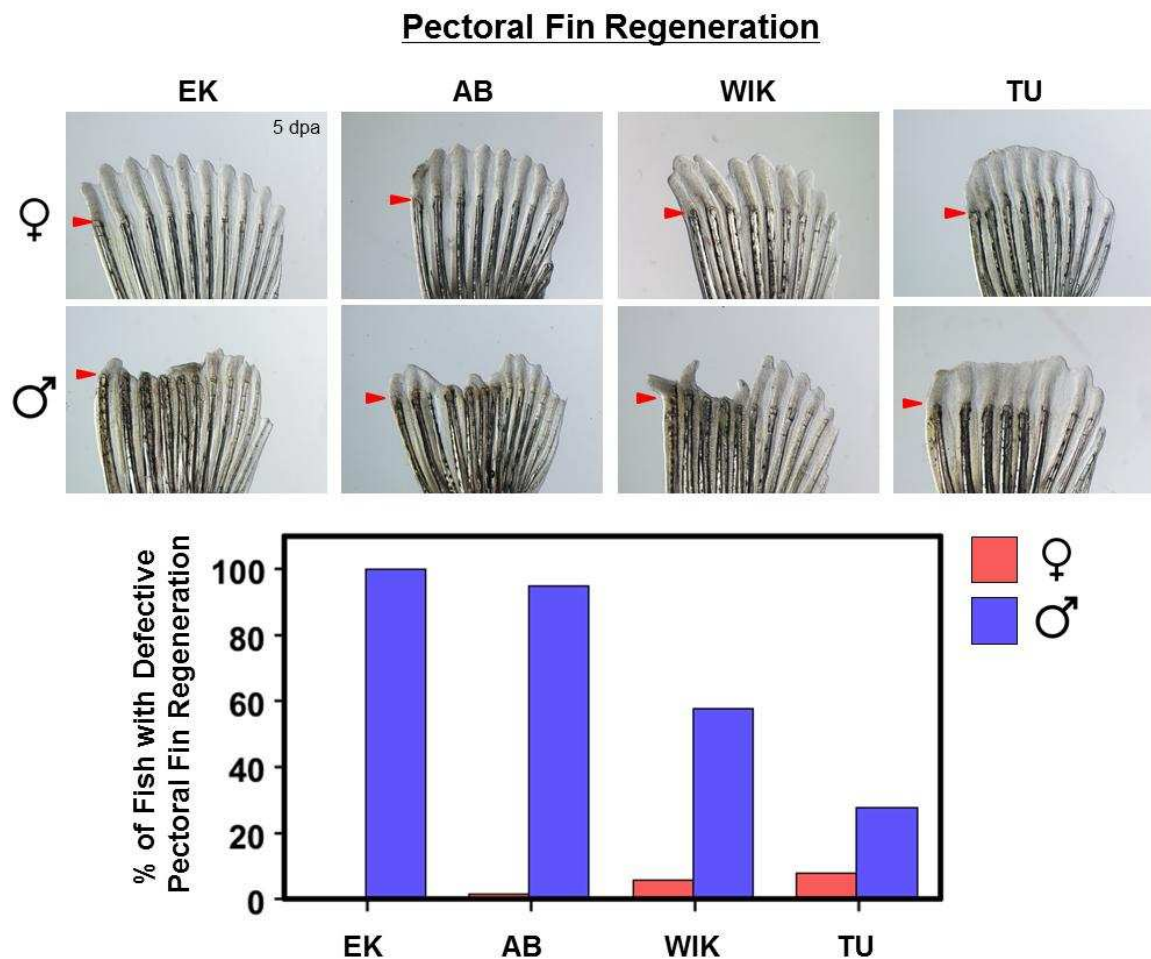 Pectoral Fin Regeneration
EK AB WIK TU
5 dpa
♀
♂
% of Fish with Defective
Pectoral Fin Regeneration
100
80
60
40
20
0
EK AB WIK TU
♀
♂